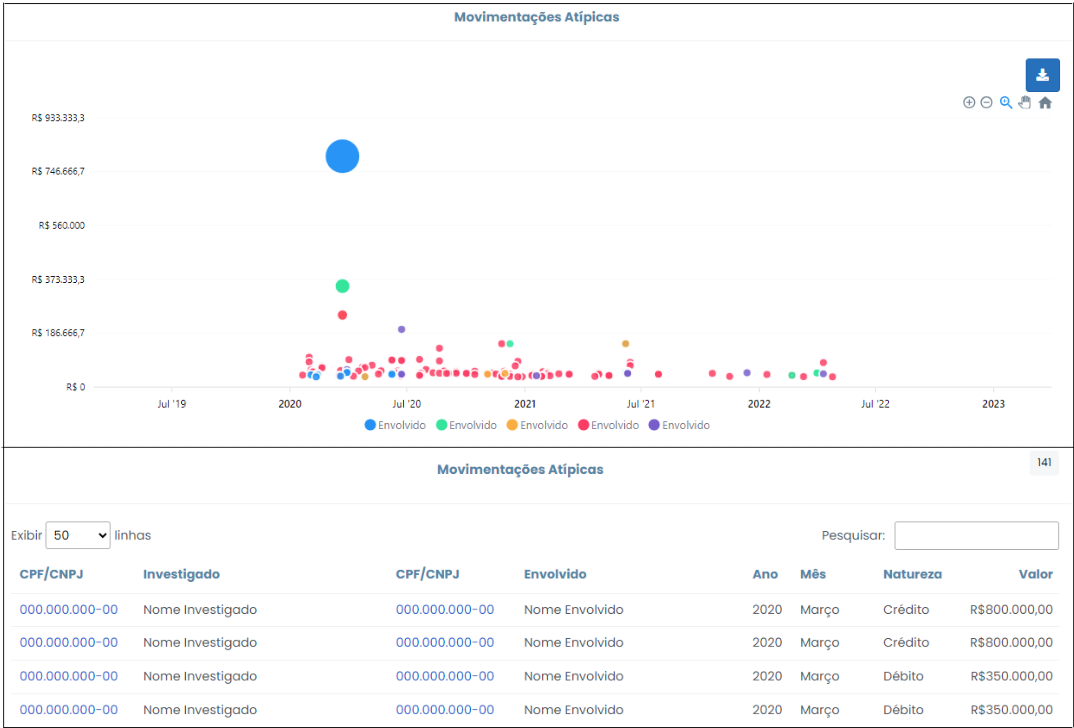 Movimentações Atípicas
R$ 933.333,3
R$ 746.666,7
R$ 560.000
R$ 373.333,3
R$ 186.666,7
R$ 0
Jul '19 2020 Jul '20 2021 Jul '21 2022 Jul '22 2023
Envolvido Envolvido Envolvido Envolvido Envolvido
Movimentações Atípicas 141
Exibir 50 linhas Pesquisar:
CPF/CNPJ Investigado CPF/CNPJ Envolvido Ano Mês Natureza Valor
000.000.000-00 Nome Investigado 000.000.000-00 Nome Envolvido 2020 Março Crédito R$800.000,00
000.000.000-00 Nome Investigado 000.000.000-00 Nome Envolvido 2020 Março Crédito R$800.000,00
000.000.000-00 Nome Investigado 000.000.000-00 Nome Envolvido 2020 Março Débito R$350.000,00
000.000.000-00 Nome Investigado 000.000.000-00 Nome Envolvido 2020 Março Débito R$350.000,00